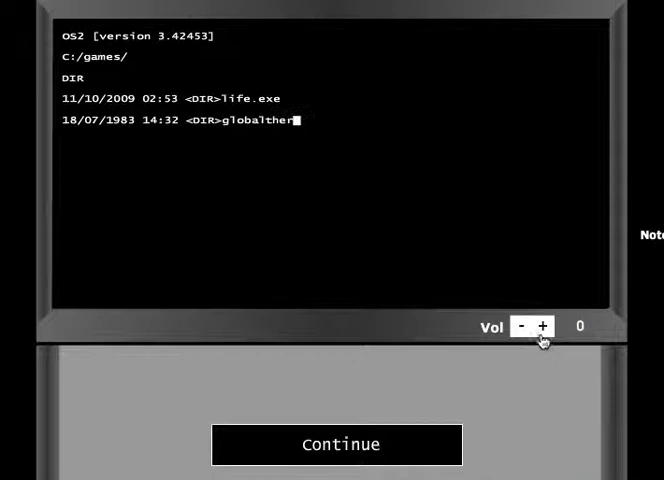 OS2 [version 3.42453]
C:/games/
DIR
11/10/2009 02:53 <DIR>life.exe
18/07/1983 14:32 <DIR>globalther
Note
Vol - + 0
Continue